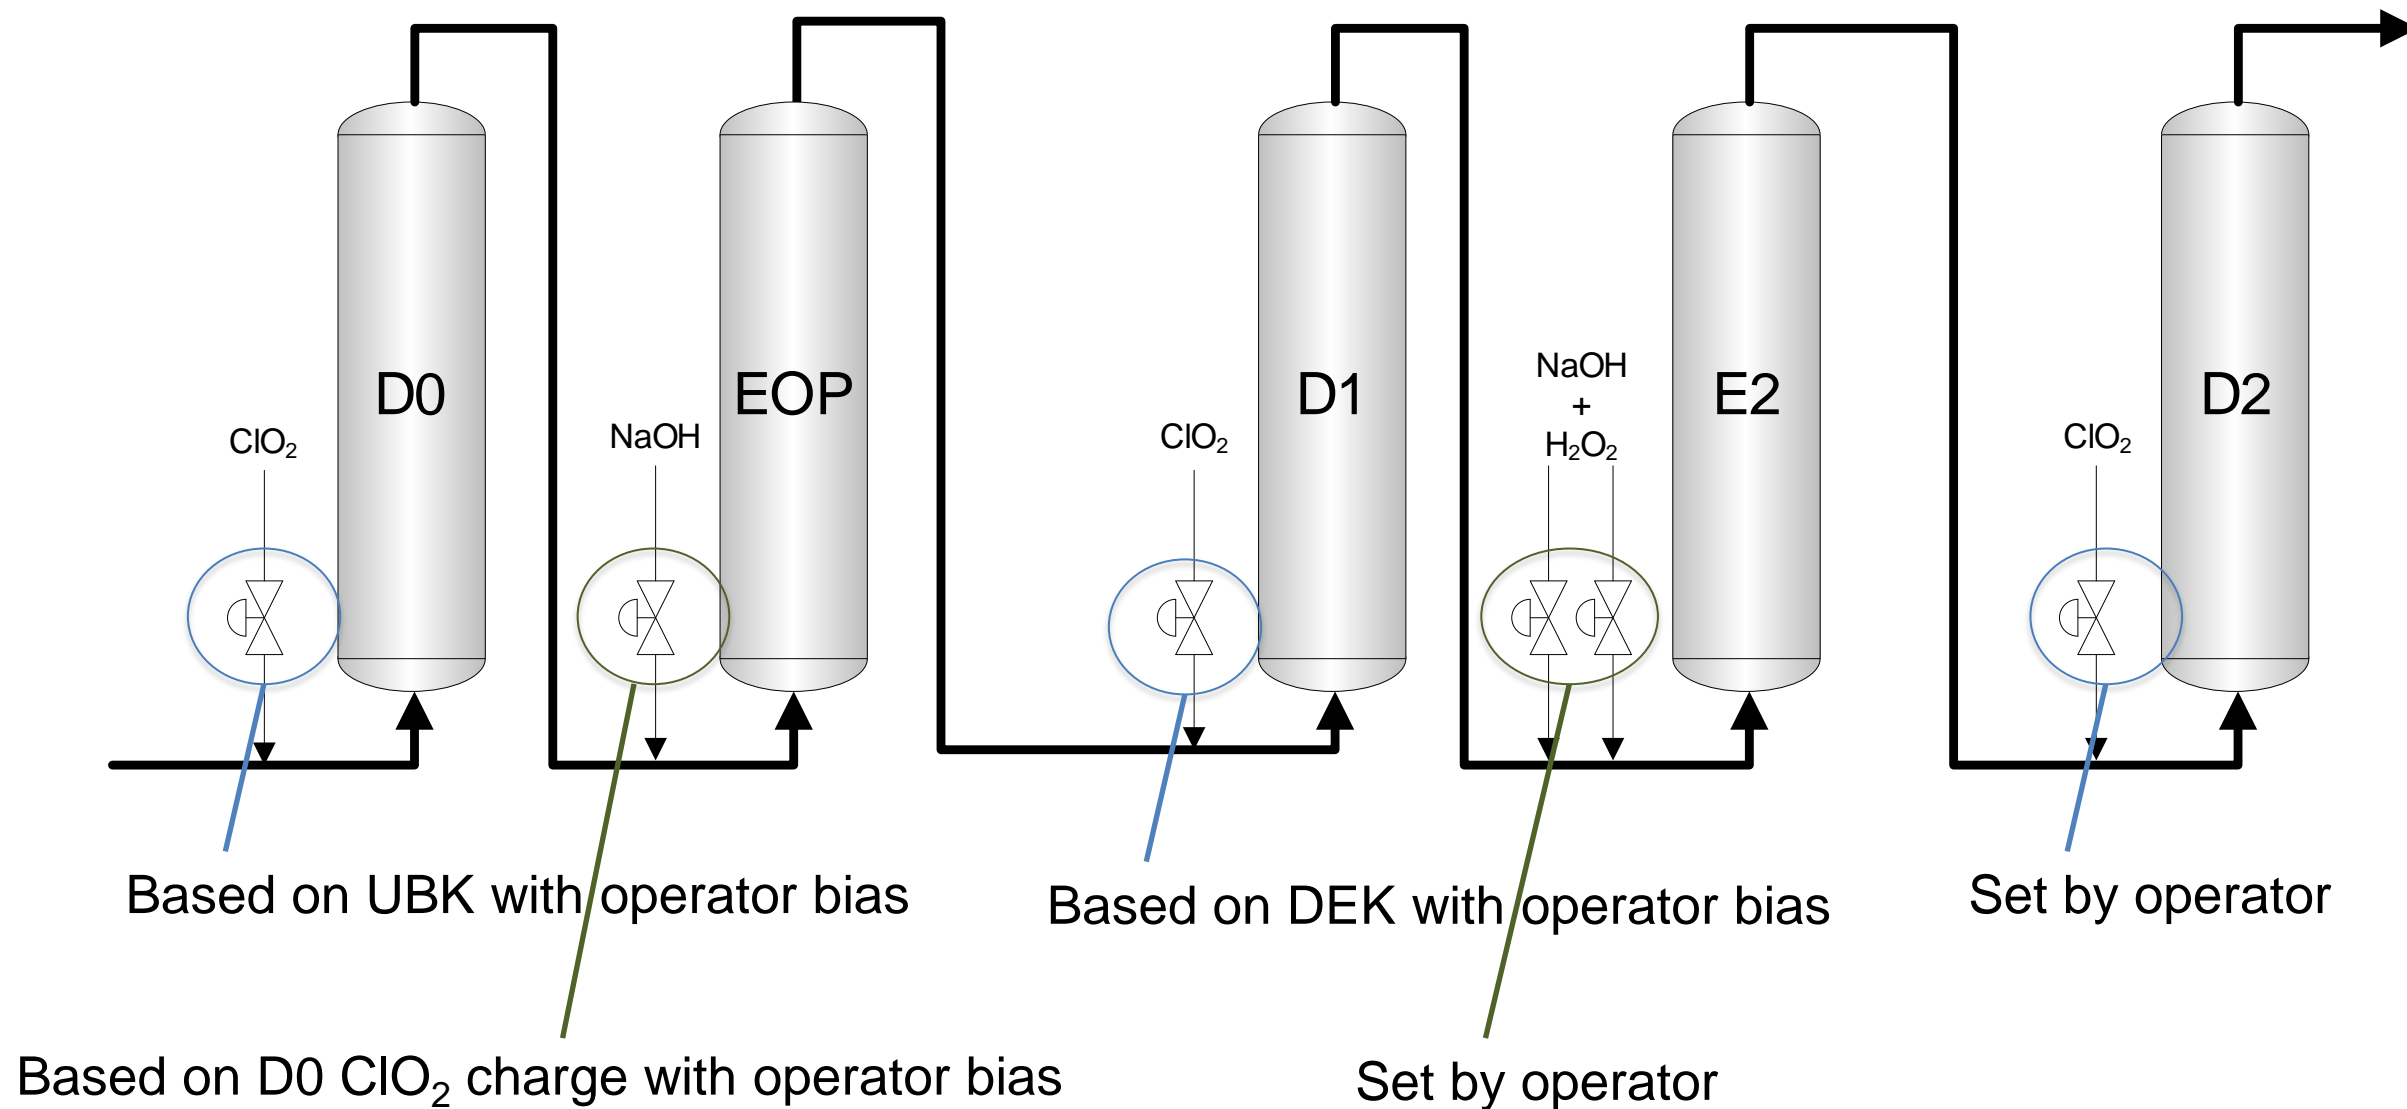 D0
EOP
D1
E2
D2
ClO₂
NaOH
ClO₂
NaOH
+
H₂O₂
ClO₂
Based on UBK with operator bias
Based on DEK with operator bias
Set by operator
Based on D0 ClO₂ charge with operator bias
Set by operator